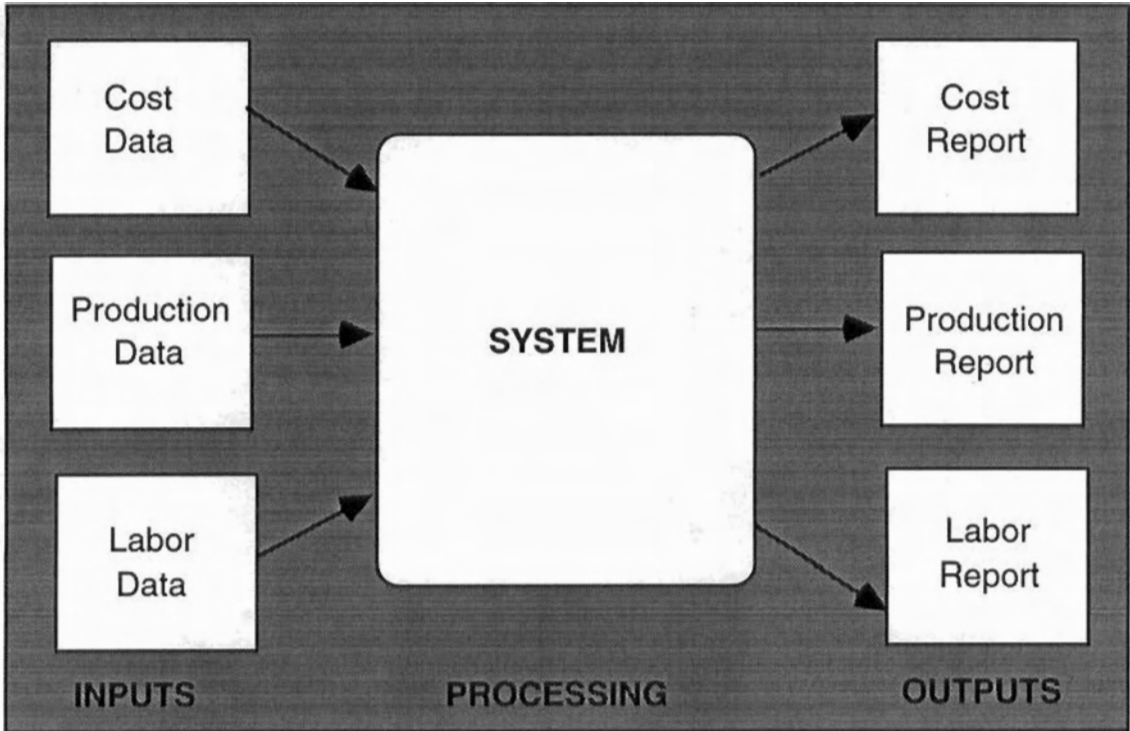 Cost
Data
Production
Data
Labor
Data
SYSTEM
Cost
Report
Production
Report
Labor
Report
INPUTS
PROCESSING
OUTPUTS